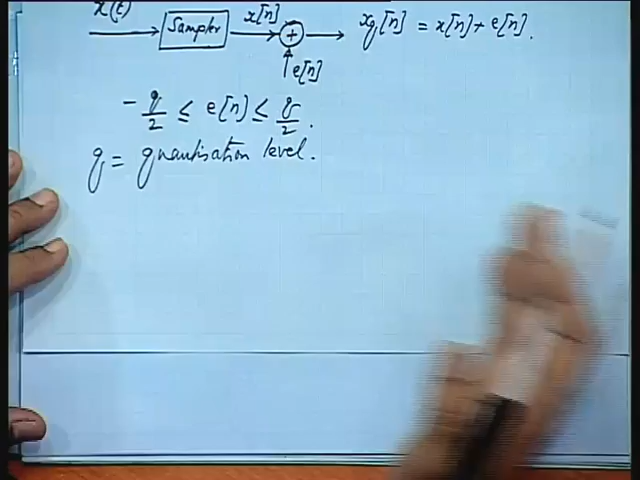 x(t) Sampler x[n] + xq[n] = x[n] + e[n].
e[n]
-q/2 ≤ e[n] ≤ q/2.
q = quantisation level.